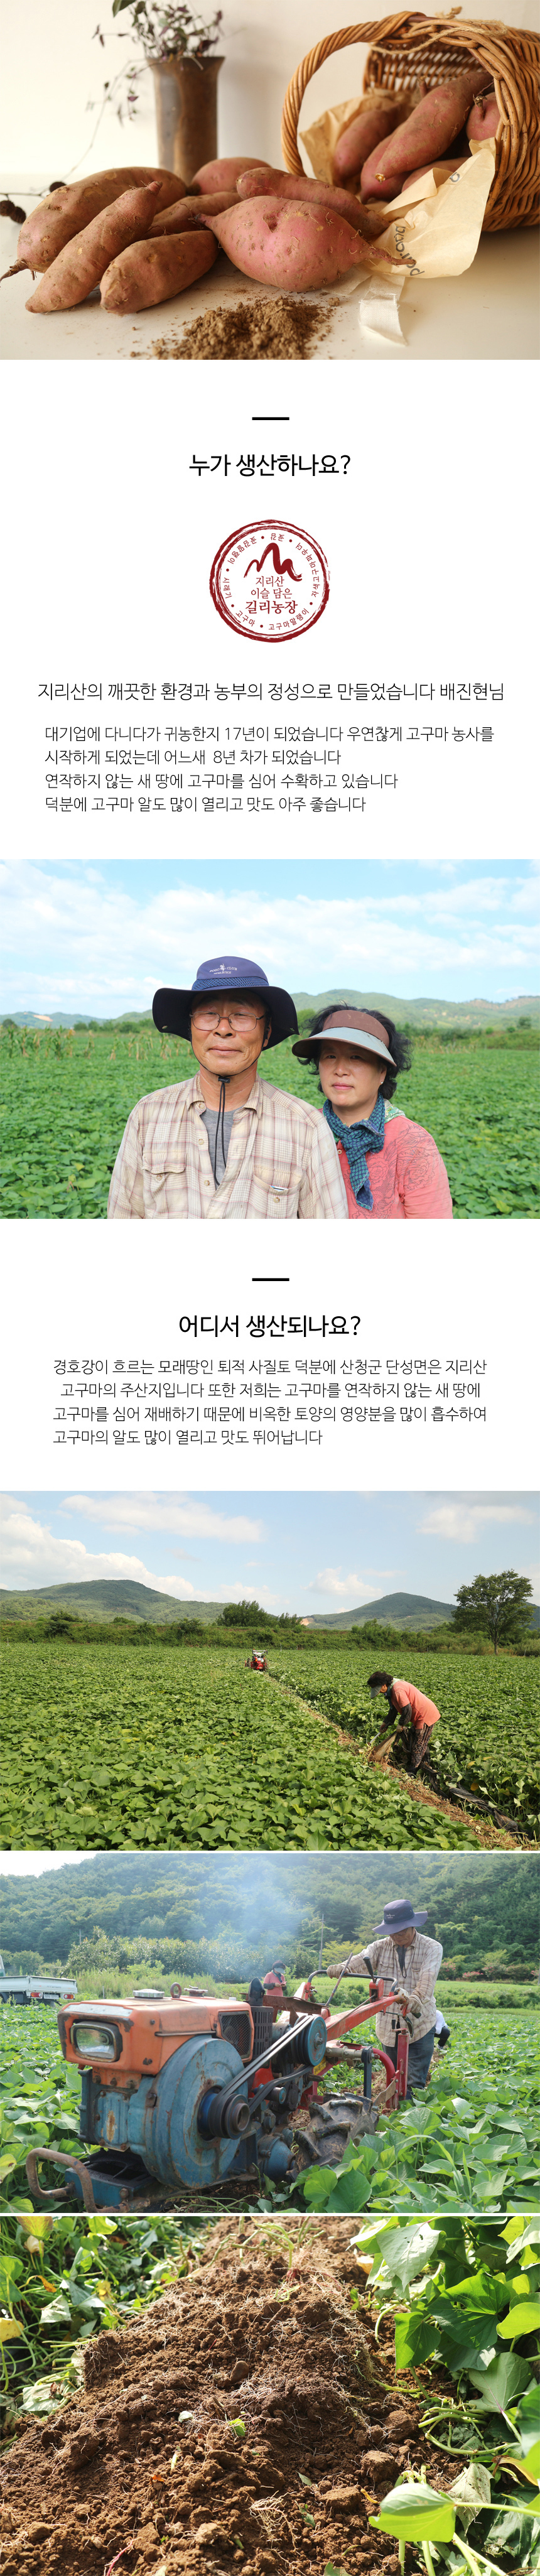 누가 생산하나요?
지리산
이슬 담은
길리농장
시래기 • 고구마 • 고구마말랭이
지리산의 깨끗한 환경과 농부의 정성으로 만들었습니다 배진현님
대기업에 다니다가 귀농한지 17년이 되었습니다 우연찮게 고구마 농사를
시작하게 되었는데 어느새 8년 차가 되었습니다
연작하지 않는 새 땅에 고구마를 심어 수확하고 있습니다
덕분에 고구마 알도 많이 열리고 맛도 아주 좋습니다
어디서 생산되나요?
경호강이 흐르는 모래땅인 퇴적 사질토 덕분에 산청군 단성면은 지리산
고구마의 주산지입니다 또한 저희는 고구마를 연작하지 않는 새 땅에
고구마를 심어 재배하기 때문에 비옥한 토양의 영양분을 많이 흡수하여
고구마의 알도 많이 열리고 맛도 뛰어납니다